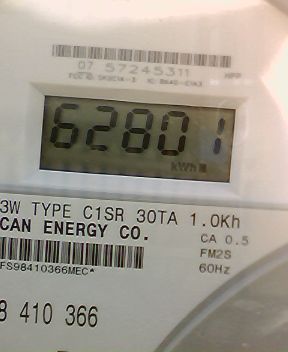 07 57245311 HPP
62801
kWh
3W TYPE C1SR 30TA 1.0Kh
CAN ENERGY CO.
CA 0.5
FM2S
60Hz
FS98410366MEC*
8 410 366